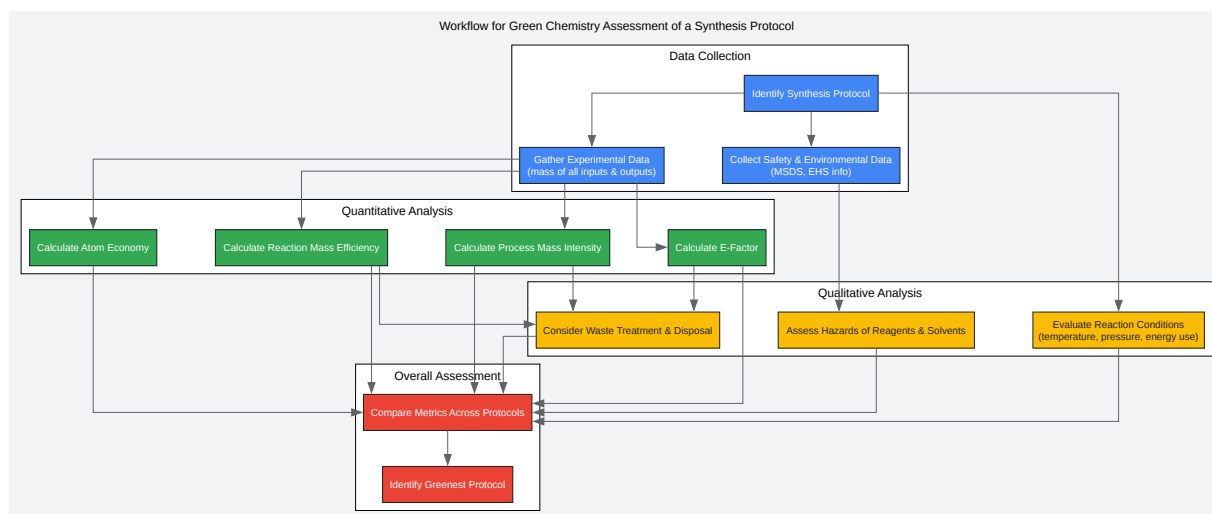 Workflow for Green Chemistry Assessment of a Synthesis Protocol
Data Collection
Identify Synthesis Protocol
Gather Experimental Data
(mass of all inputs & outputs)
Collect Safety & Environmental Data
(MSDS, EHS info)
Quantitative Analysis
Calculate Atom Economy
Calculate Reaction Mass Efficiency
Calculate Process Mass Intensity
Calculate E-Factor
Qualitative Analysis
Consider Waste Treatment & Disposal
Assess Hazards of Reagents & Solvents
Evaluate Reaction Conditions
(temperature, pressure, energy use)
Overall Assessment
Compare Metrics Across Protocols
Identify Greenest Protocol